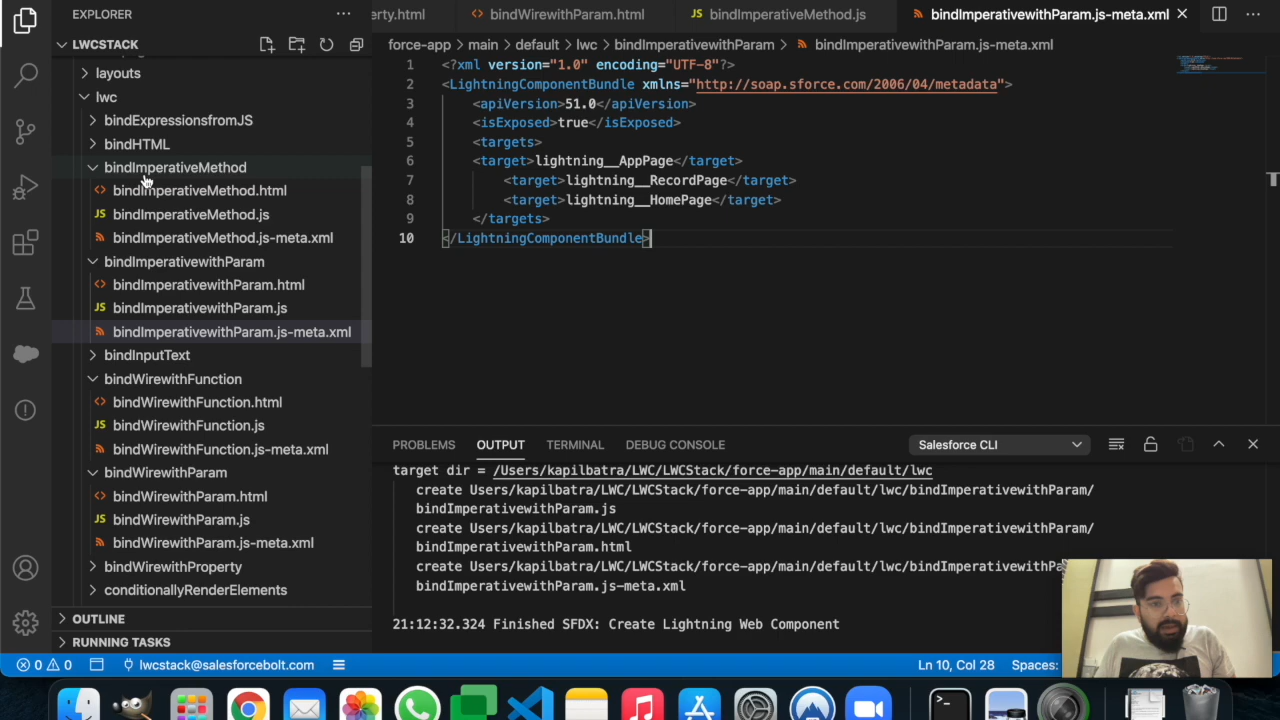 EXPLORER
LWCSTACK
layouts
lwc
bindExpressionsfromJS
bindHTML
bindImperativeMethod
bindImperativeMethod.html
bindImperativeMethod.js
bindImperativeMethod.js-meta.xml
bindImperativewithParam
bindImperativewithParam.html
bindImperativewithParam.js
bindImperativewithParam.js-meta.xml
bindInputText
bindWirewithFunction
bindWirewithFunction.html
bindWirewithFunction.js
bindWirewithFunction.js-meta.xml
bindWirewithParam
bindWirewithParam.html
bindWirewithParam.js
bindWirewithParam.js-meta.xml
bindWirewithProperty
conditionallyRenderElements
OUTLINE
RUNNING TASKS
erty.html
bindWirewithParam.html
bindImperativeMethod.js
bindImperativewithParam.js-meta.xml
force-app > main > default > lwc > bindImperativewithParam > bindImperativewithParam.js-meta.xml
1 <?xml version="1.0" encoding="UTF-8"?>
2 <LightningComponentBundle xmlns="http://soap.sforce.com/2006/04/metadata">
3 <apiVersion>51.0</apiVersion>
4 <isExposed>true</isExposed>
5 <targets>
6 <target>lightning__AppPage</target>
7 <target>lightning__RecordPage</target>
8 <target>lightning__HomePage</target>
9 </targets>
10 </LightningComponentBundle>
PROBLEMS OUTPUT TERMINAL DEBUG CONSOLE Salesforce CLI
target dir = /Users/kapilbatra/LWC/LWCStack/force-app/main/default/lwc
create Users/kapilbatra/LWC/LWCStack/force-app/main/default/lwc/bindImperativewithParam/
bindImperativewithParam.js
create Users/kapilbatra/LWC/LWCStack/force-app/main/default/lwc/bindImperativewithParam/
bindImperativewithParam.html
create Users/kapilbatra/LWC/LWCStack/force-app/main/default/lwc/bindImperativewithPa
bindImperativewithParam.js-meta.xml
21:12:32.324 Finished SFDX: Create Lightning Web Component
0 0 lwcstack@salesforcebolt.com Ln 10, Col 28 Spaces: